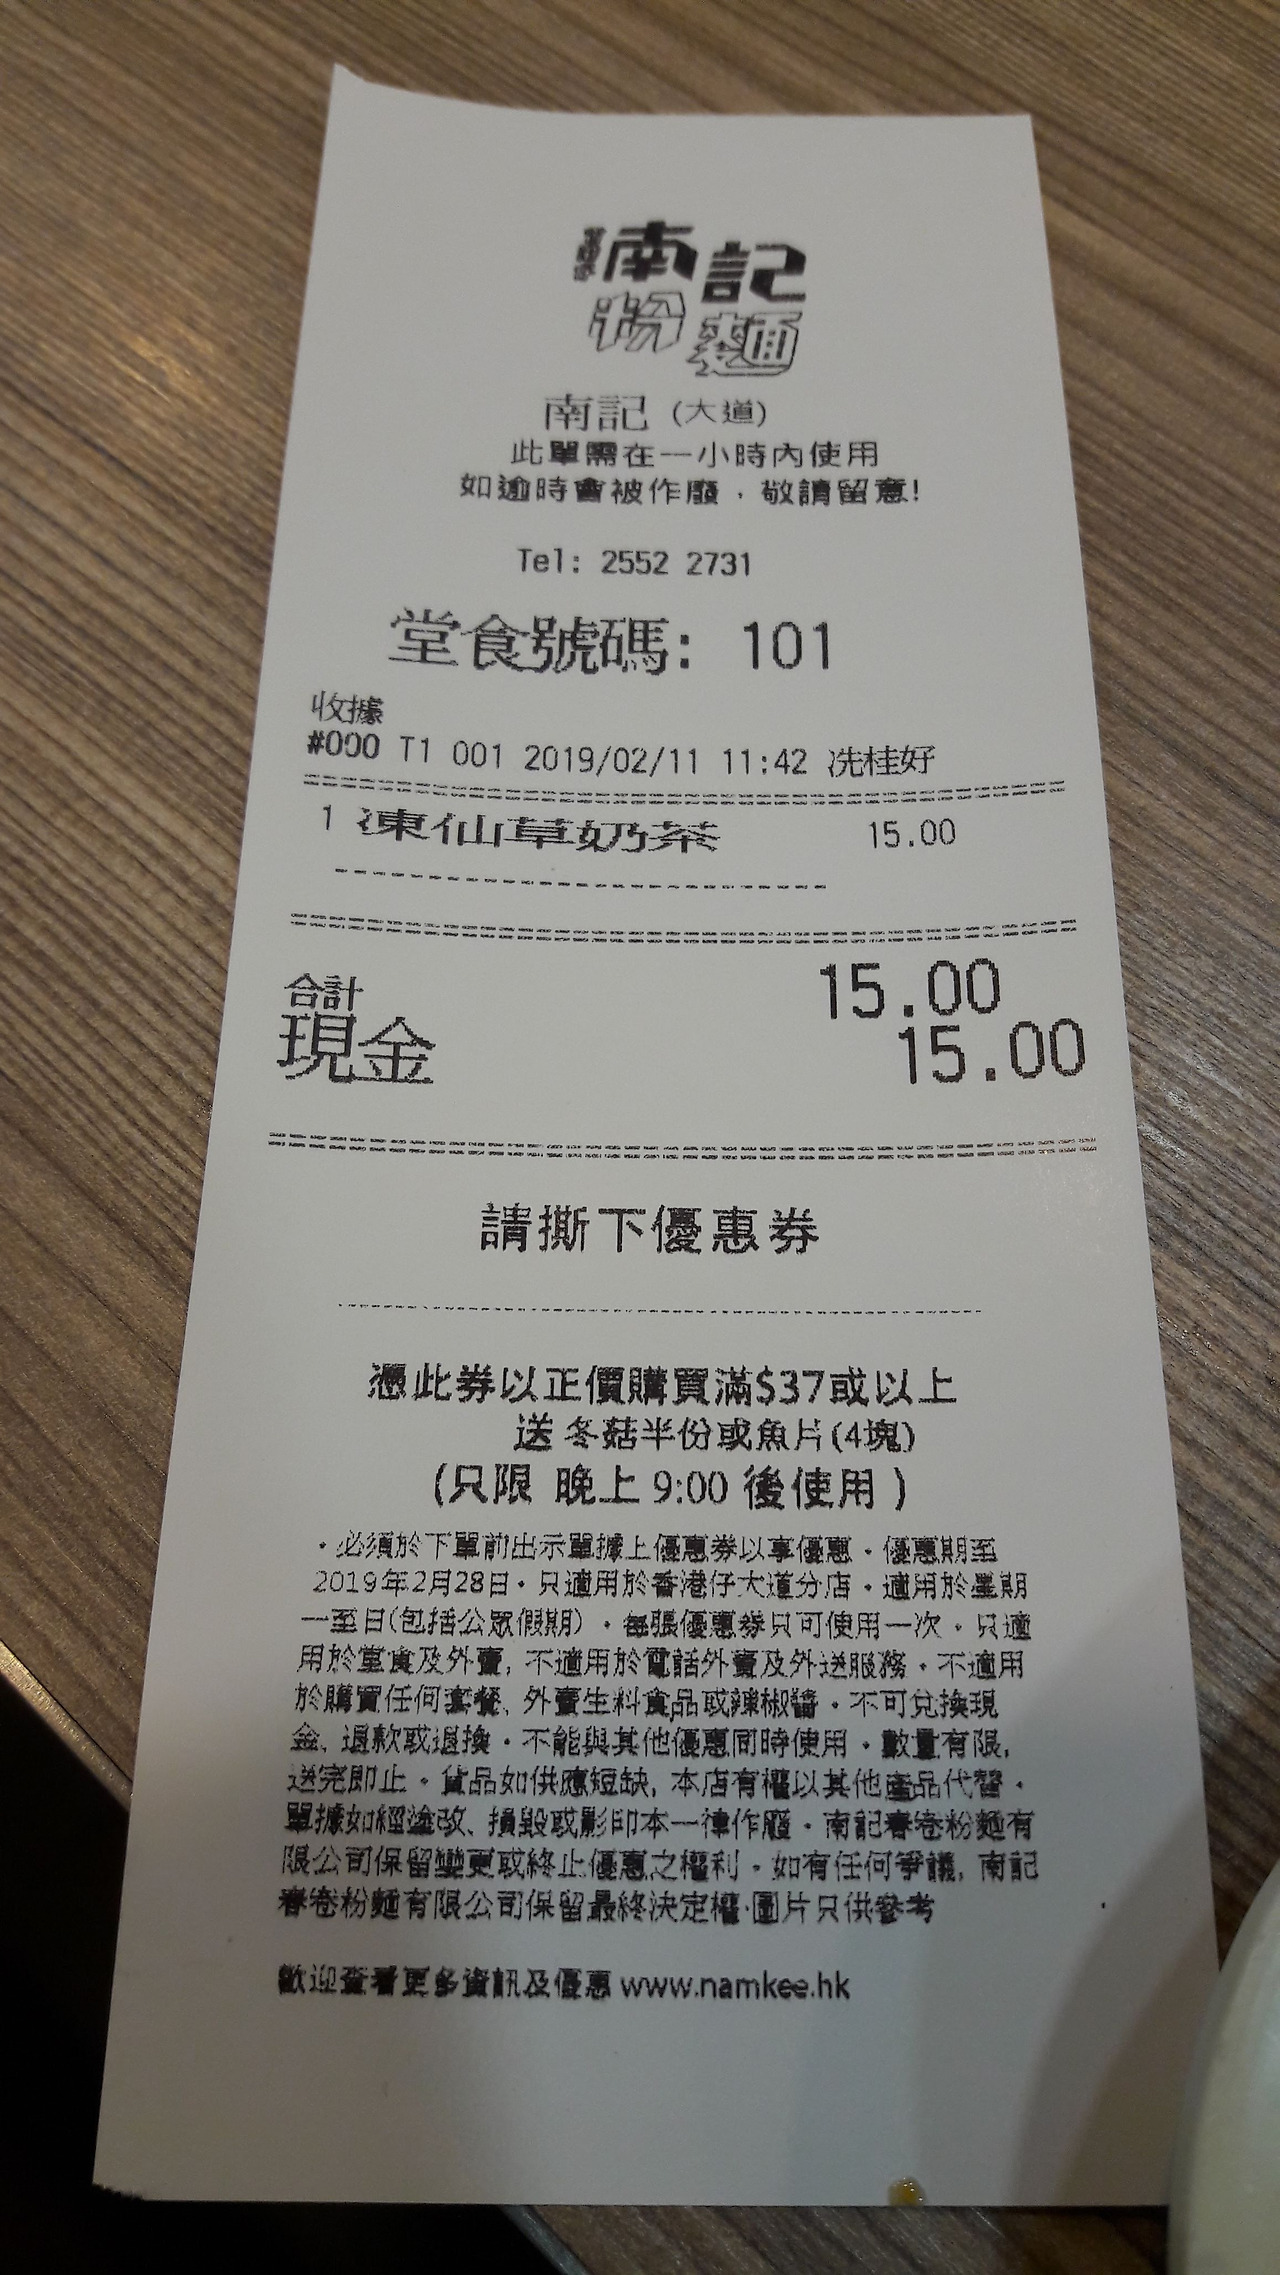 南記
粉麵
南記 (大道)
此單需在一小時內使用
如逾時會被作廢，敬請留意!
Tel: 2552 2731
堂食號碼: 101
收據
#000 T1 001 2019/02/11 11:42 冼桂好
1 凍仙草奶茶 15.00
合計 15.00
現金 15.00
請撕下優惠券
憑此券以正價購買滿$37或以上
送 冬菇半份或魚片(4塊)
(只限 晚上 9:00 後使用 )
・必須於下單前出示單據上優惠券以享優惠。優惠期至
2019年2月28日。只適用於香港仔大道分店。適用於星期
一至日(包括公眾假期)。每張優惠券只可使用一次。只適
用於堂食及外賣, 不適用於電話外賣及外送服務。不適用
於購買任何套餐、外賣生料食品或辣椒醬。不可兌換現
金、退款或退換。不能與其他優惠同時使用。數量有限,
送完即止。貨品如供應短缺, 本店有權以其他產品代替。
單據如經塗改、損毀或影印本一律作廢。南記春卷粉麵有
限公司保留變更或終止優惠之權利。如有任何爭議, 南記
春卷粉麵有限公司保留最終決定權·圖片只供參考
歡迎查看更多資訊及優惠 www.namkee.hk